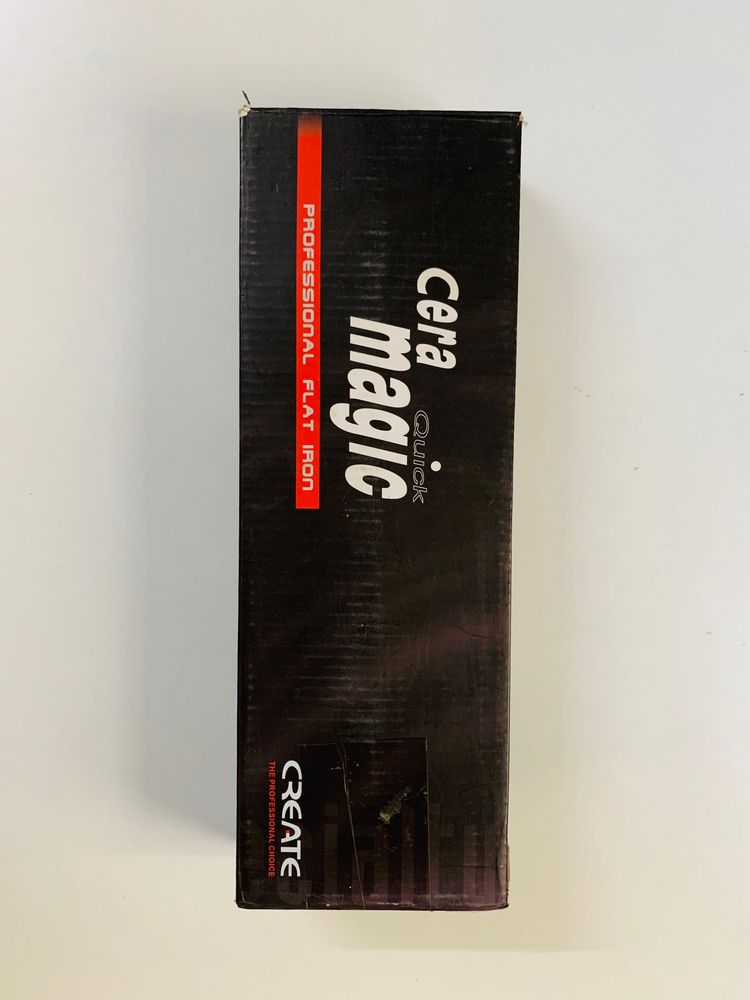 cera
Quick
magic
PROFESSIONAL FLAT IRON
CREATE
THE PROFESSIONAL CHOICE